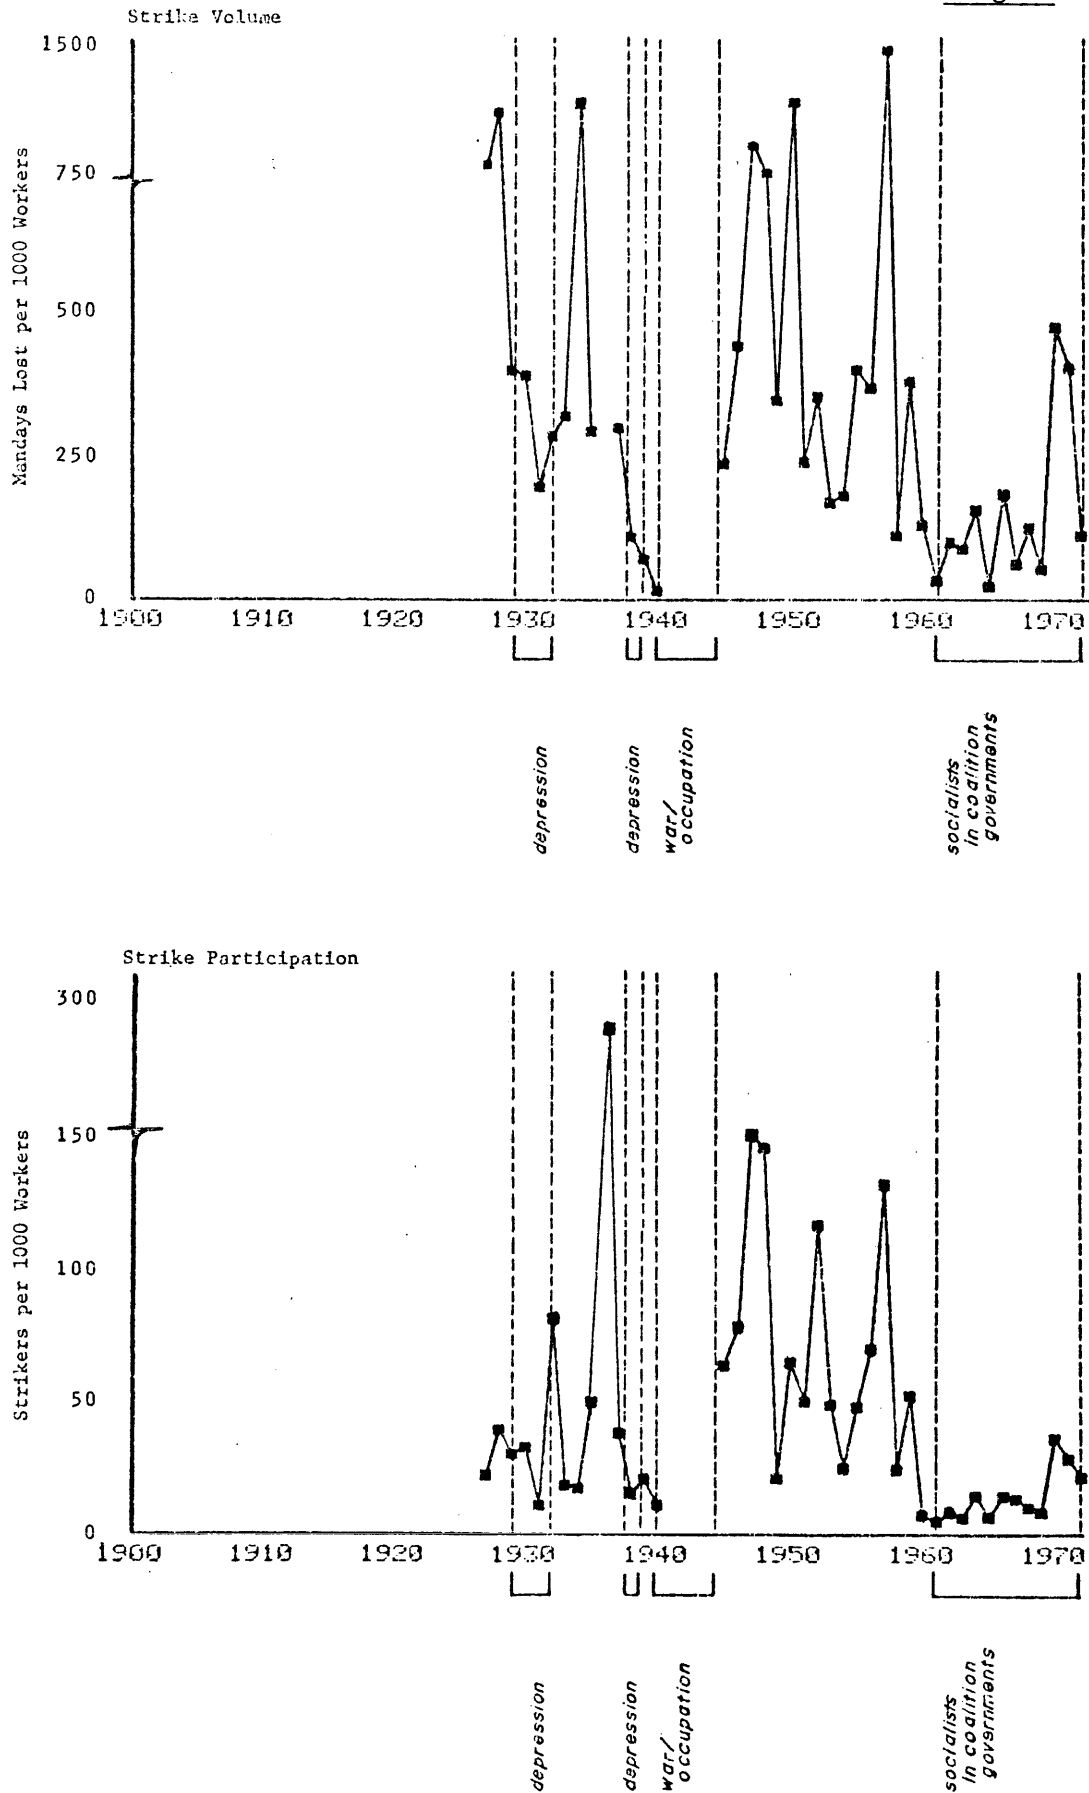 Strike Volume
1500
750
500
250
0
Mandays Lost per 1000 Workers
1900 1910 1920 1930 1940 1950 1960 1970
depression
depression
war/
occupation
socialists
in coalition
governments
Strike Participation
300
150
100
50
0
Strikers per 1000 Workers
1900 1910 1920 1930 1940 1950 1960 1970
depression
depression
war/
occupation
socialists
in coalition
governments